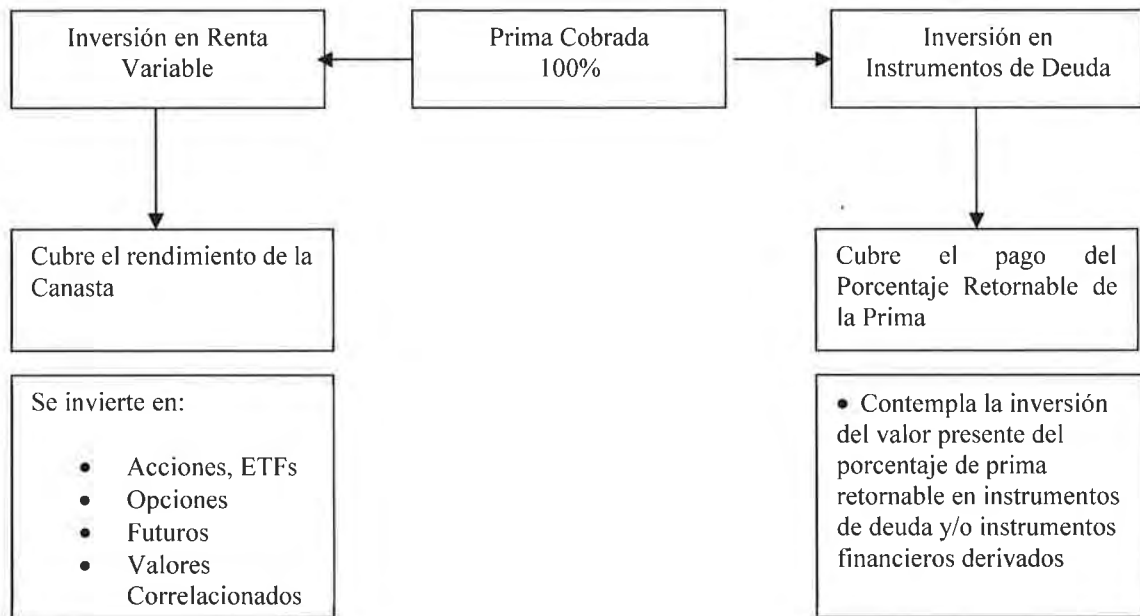 Inversión en Renta
Variable
Prima Cobrada
100%
Inversión en
Instrumentos de Deuda
Cubre el rendimiento de la
Canasta
Cubre el pago del
Porcentaje Retornable de
la Prima
Se invierte en:
• Acciones, ETFs
• Opciones
• Futuros
• Valores
Correlacionados
• Contempla la inversión
del valor presente del
porcentaje de prima
retornable en instrumentos
de deuda y/o instrumentos
financieros derivados